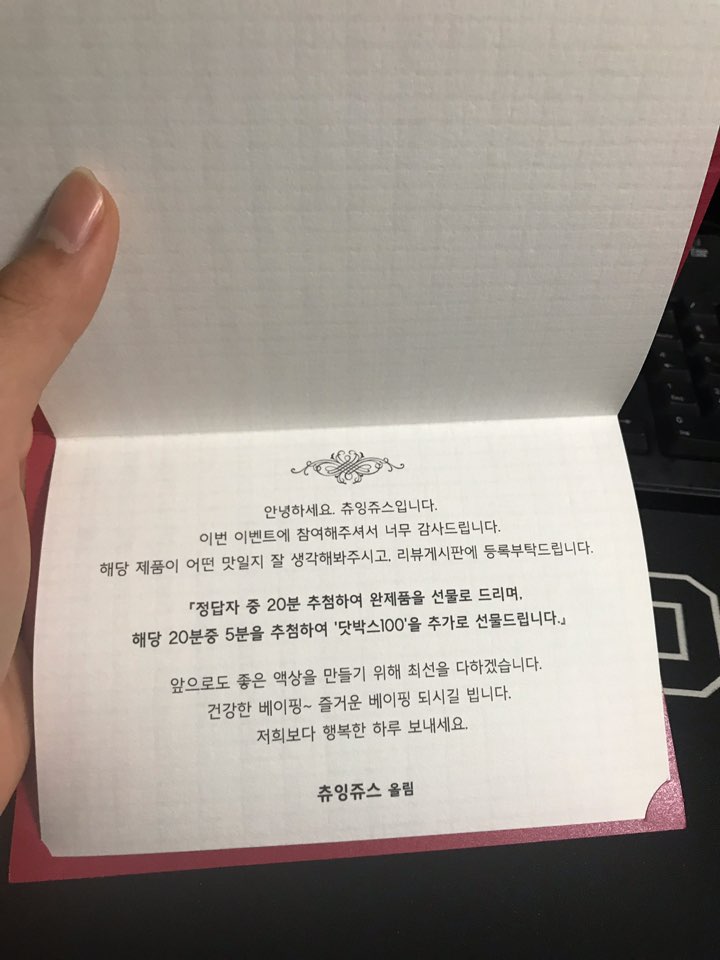 안녕하세요. 츄잉쥬스입니다.
이번 이벤트에 참여해주셔서 너무 감사드립니다.
해당 제품이 어떤 맛일지 잘 생각해봐주시고, 리뷰게시판에 등록부탁드립니다.
『정답자 중 20분 추첨하여 완제품을 선물로 드리며,
해당 20분중 5분을 추첨하여 '닷박스100'을 추가로 선물드립니다.』
앞으로도 좋은 액상을 만들기 위해 최선을 다하겠습니다.
건강한 베이핑~ 즐거운 베이핑 되시길 빕니다.
저희보다 행복한 하루 보내세요.
츄잉쥬스 올림